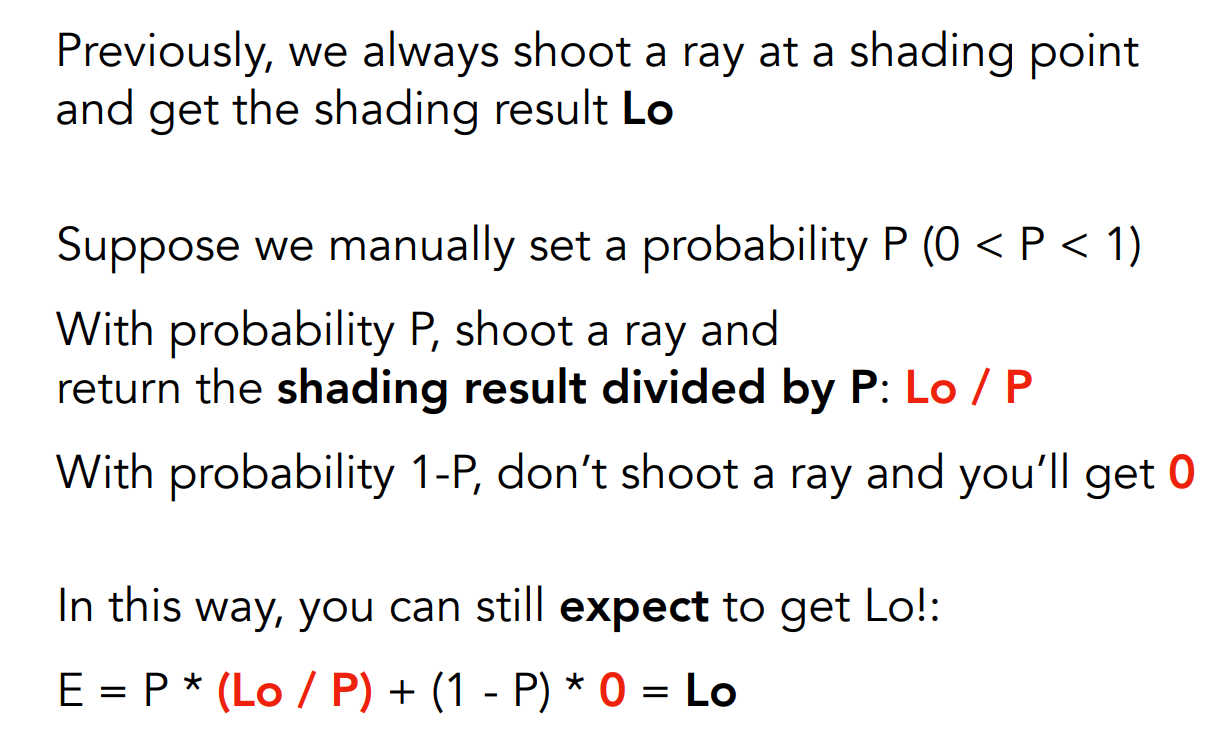 Previously, we always shoot a ray at a shading point
and get the shading result Lo
Suppose we manually set a probability P (0 < P < 1)
With probability P, shoot a ray and
return the shading result divided by P: Lo / P
With probability 1-P, don’t shoot a ray and you’ll get 0
In this way, you can still expect to get Lo!:
E = P * (Lo / P) + (1 - P) * 0 = Lo